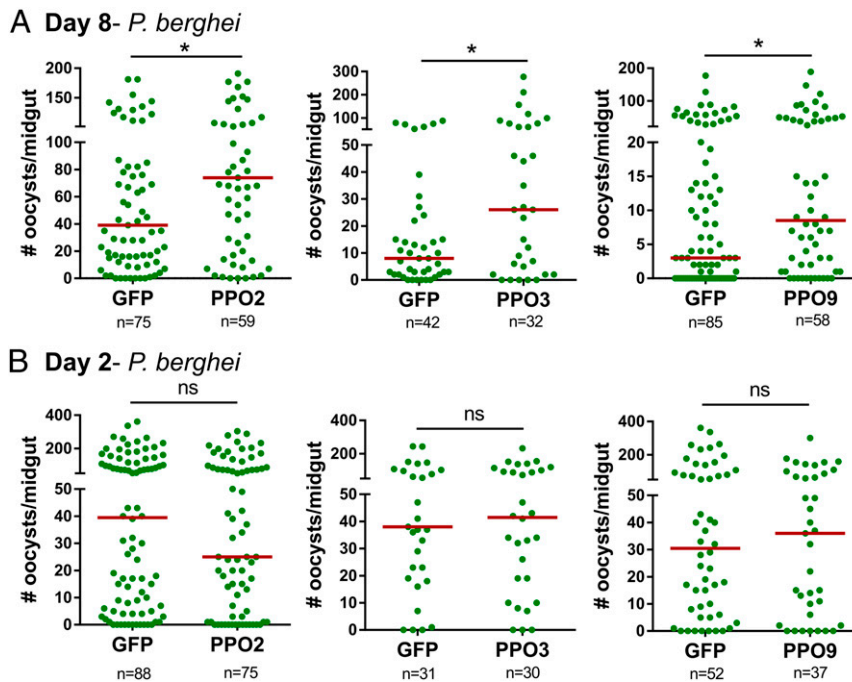 A Day 8- P. berghei
*
*
*
# oocysts/midgut
200
150
100
80
60
40
20
0
GFP PPO2
n=75 n=59
# oocysts/midgut
300
200
100
50
40
30
20
10
0
GFP PPO3
n=42 n=32
# oocysts/midgut
200
100
20
15
10
5
0
GFP PPO9
n=85 n=58
B Day 2- P. berghei
ns
ns
ns
# oocysts/midgut
400
200
50
40
30
20
10
0
GFP PPO2
n=88 n=75
# oocysts/midgut
400
200
50
40
30
20
10
0
GFP PPO3
n=31 n=30
# oocysts/midgut
400
200
50
40
30
20
10
0
GFP PPO9
n=52 n=37